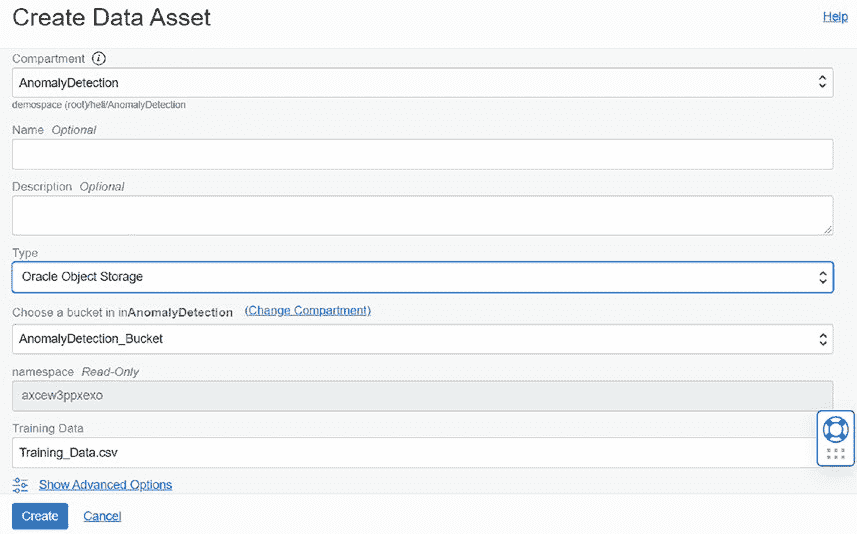 Create Data Asset
Help
Compartment
AnomalyDetection
demospace (root)/heli/AnomalyDetection
Name Optional
Description Optional
Type
Oracle Object Storage
Choose a bucket in inAnomalyDetection (Change Compartment)
AnomalyDetection_Bucket
namespace Read-Only
axcew3ppxexo
Training Data
Training_Data.csv
Show Advanced Options
Create Cancel